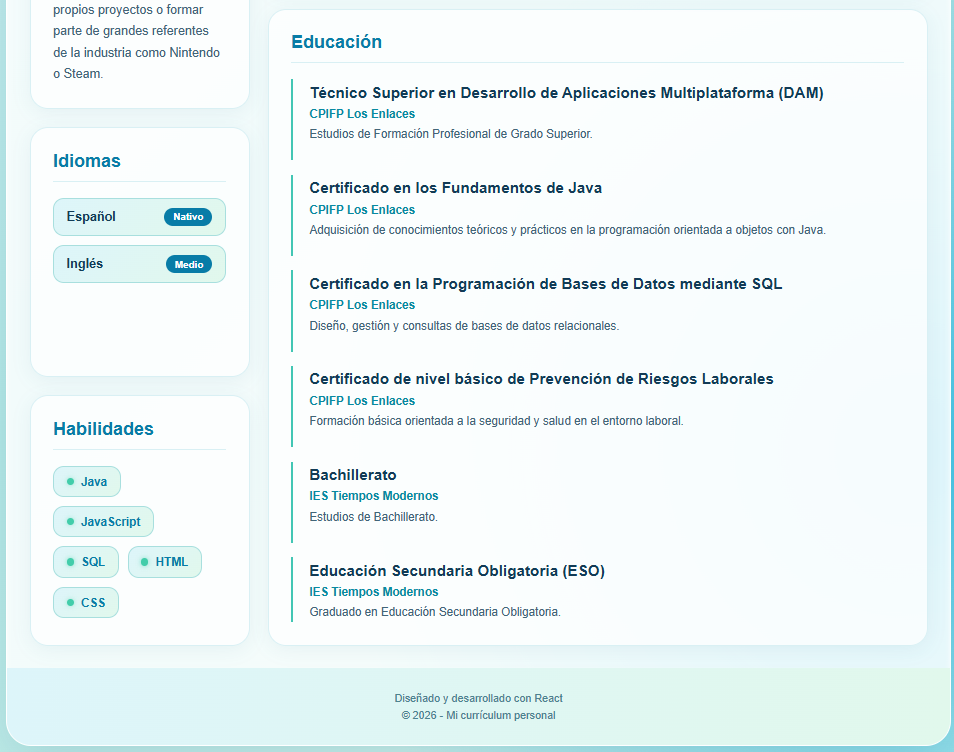 propios proyectos o formar
parte de grandes referentes
de la industria como Nintendo
o Steam.
Idiomas
Español
Nativo
Inglés
Medio
Habilidades
Java
JavaScript
SQL
HTML
CSS
Educación
Técnico Superior en Desarrollo de Aplicaciones Multiplataforma (DAM)
CPIFP Los Enlaces
Estudios de Formación Profesional de Grado Superior.
Certificado en los Fundamentos de Java
CPIFP Los Enlaces
Adquisición de conocimientos teóricos y prácticos en la programación orientada a objetos con Java.
Certificado en la Programación de Bases de Datos mediante SQL
CPIFP Los Enlaces
Diseño, gestión y consultas de bases de datos relacionales.
Certificado de nivel básico de Prevención de Riesgos Laborales
CPIFP Los Enlaces
Formación básica orientada a la seguridad y salud en el entorno laboral.
Bachillerato
IES Tiempos Modernos
Estudios de Bachillerato.
Educación Secundaria Obligatoria (ESO)
IES Tiempos Modernos
Graduado en Educación Secundaria Obligatoria.
Diseñado y desarrollado con React
© 2026 - Mi currículum personal